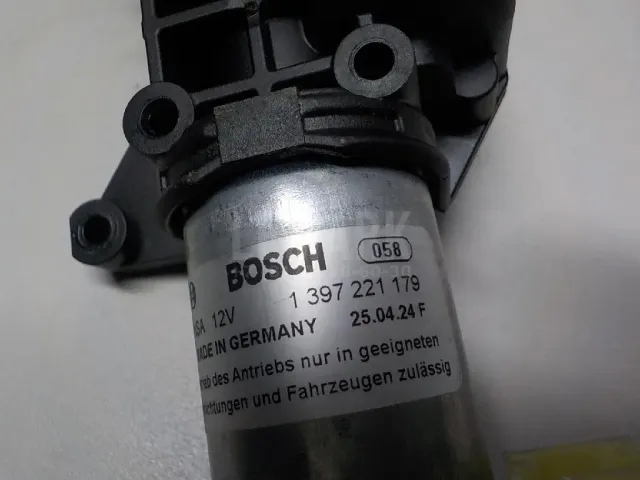 BOSCH 058
1 397 221 179
ASA 12V 25.04.24 F
MADE IN GERMANY
des Antriebs nur in geeigneten
und Fahrzeugen zulässig